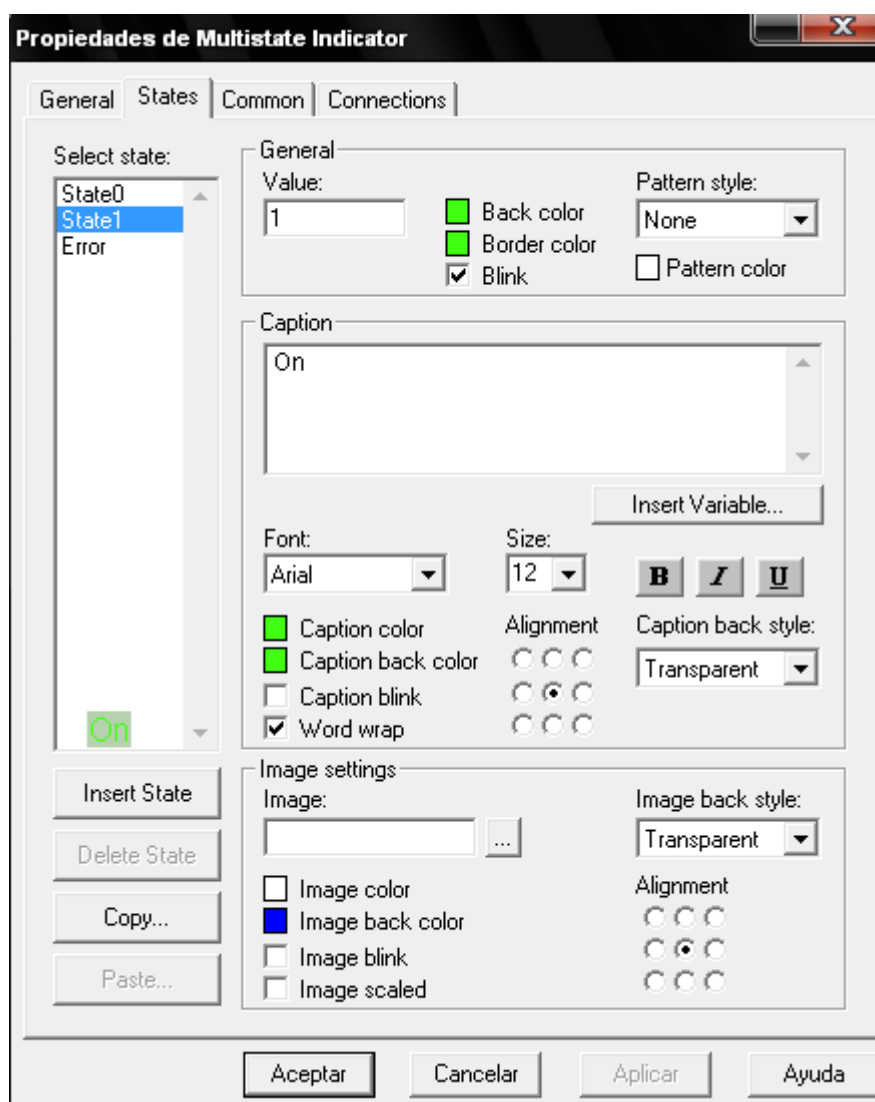 Propiedades de Multistate Indicator
General States Common Connections
Select state:
State0
State1
Error
On
Insert State
Delete State
Copy...
Paste...
General
Value:
1
Back color
Border color
Blink
Pattern style:
None
Pattern color
Caption
On
Insert Variable...
Font:
Arial
Size:
12
B I U
Caption color
Caption back color
Caption blink
Word wrap
Alignment
Caption back style:
Transparent
Image settings
Image:
...
Image back style:
Transparent
Image color
Image back color
Image blink
Image scaled
Alignment
Aceptar Cancelar Aplicar Ayuda